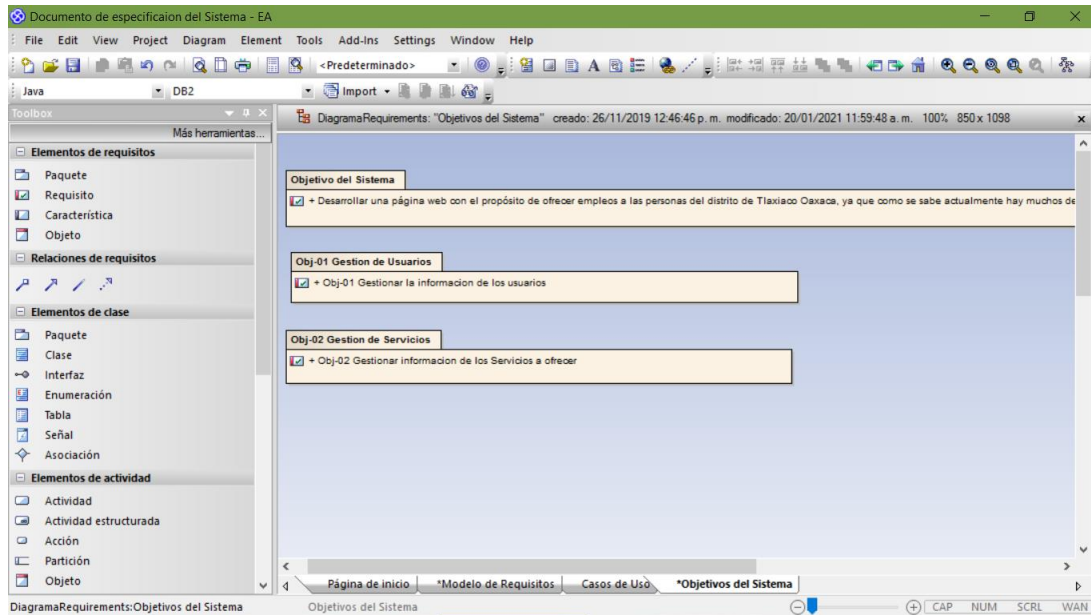 Documento de especificaion del Sistema - EA
File Edit View Project Diagram Element Tools Add-Ins Settings Window Help
<Predeterminado>
Java DB2 Import
Toolbox
Más herramientas...
DiagramaRequirements: "Objetivos del Sistema" creado: 26/11/2019 12:46:46 p. m. modificado: 20/01/2021 11:59:48 a. m. 100% 850 x 1098
Elementos de requisitos
Paquete
Requisito
Característica
Objeto
Relaciones de requisitos
Elementos de clase
Paquete
Clase
Interfaz
Enumeración
Tabla
Señal
Asociación
Elementos de actividad
Actividad
Actividad estructurada
Acción
Partición
Objeto
Objetivo del Sistema
+ Desarrollar una página web con el propósito de ofrecer empleos a las personas del distrito de Tlaxiaco Oaxaca, ya que como se sabe actualmente hay muchos de
Obj-01 Gestion de Usuarios
+ Obj-01 Gestionar la informacion de los usuarios
Obj-02 Gestion de Servicios
+ Obj-02 Gestionar informacion de los Servicios a ofrecer
Página de inicio *Modelo de Requisitos Casos de Uso *Objetivos del Sistema
DiagramaRequirements:Objetivos del Sistema Objetivos del Sistema CAP NUM SCRL WAN